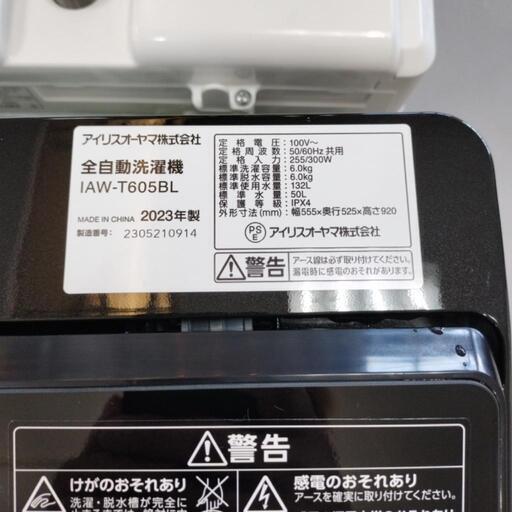 アイリスオーヤマ株式会社
全自動洗濯機
IAW-T605BL
MADE IN CHINA 2023年製
製造番号: 2305210914
定格電圧: 100V～
定格周波数: 50/60Hz 共用
定格入力: 255/300W
標準洗濯容量: 6.0kg
標準脱水容量: 6.0kg
標準使用水量: 132L
標準水量: 50L
保護等級: IPX4
外形寸法(mm): 幅555×奥行525×高さ920
PSE アイリスオーヤマ株式会社
警告
アース線は必ず取り付けてください。
漏電時に感電のおそれがあります。
警告
けがのおそれあり
洗濯・脱水槽が完全に
感電のおそれあり
アースを確実に取り付ける